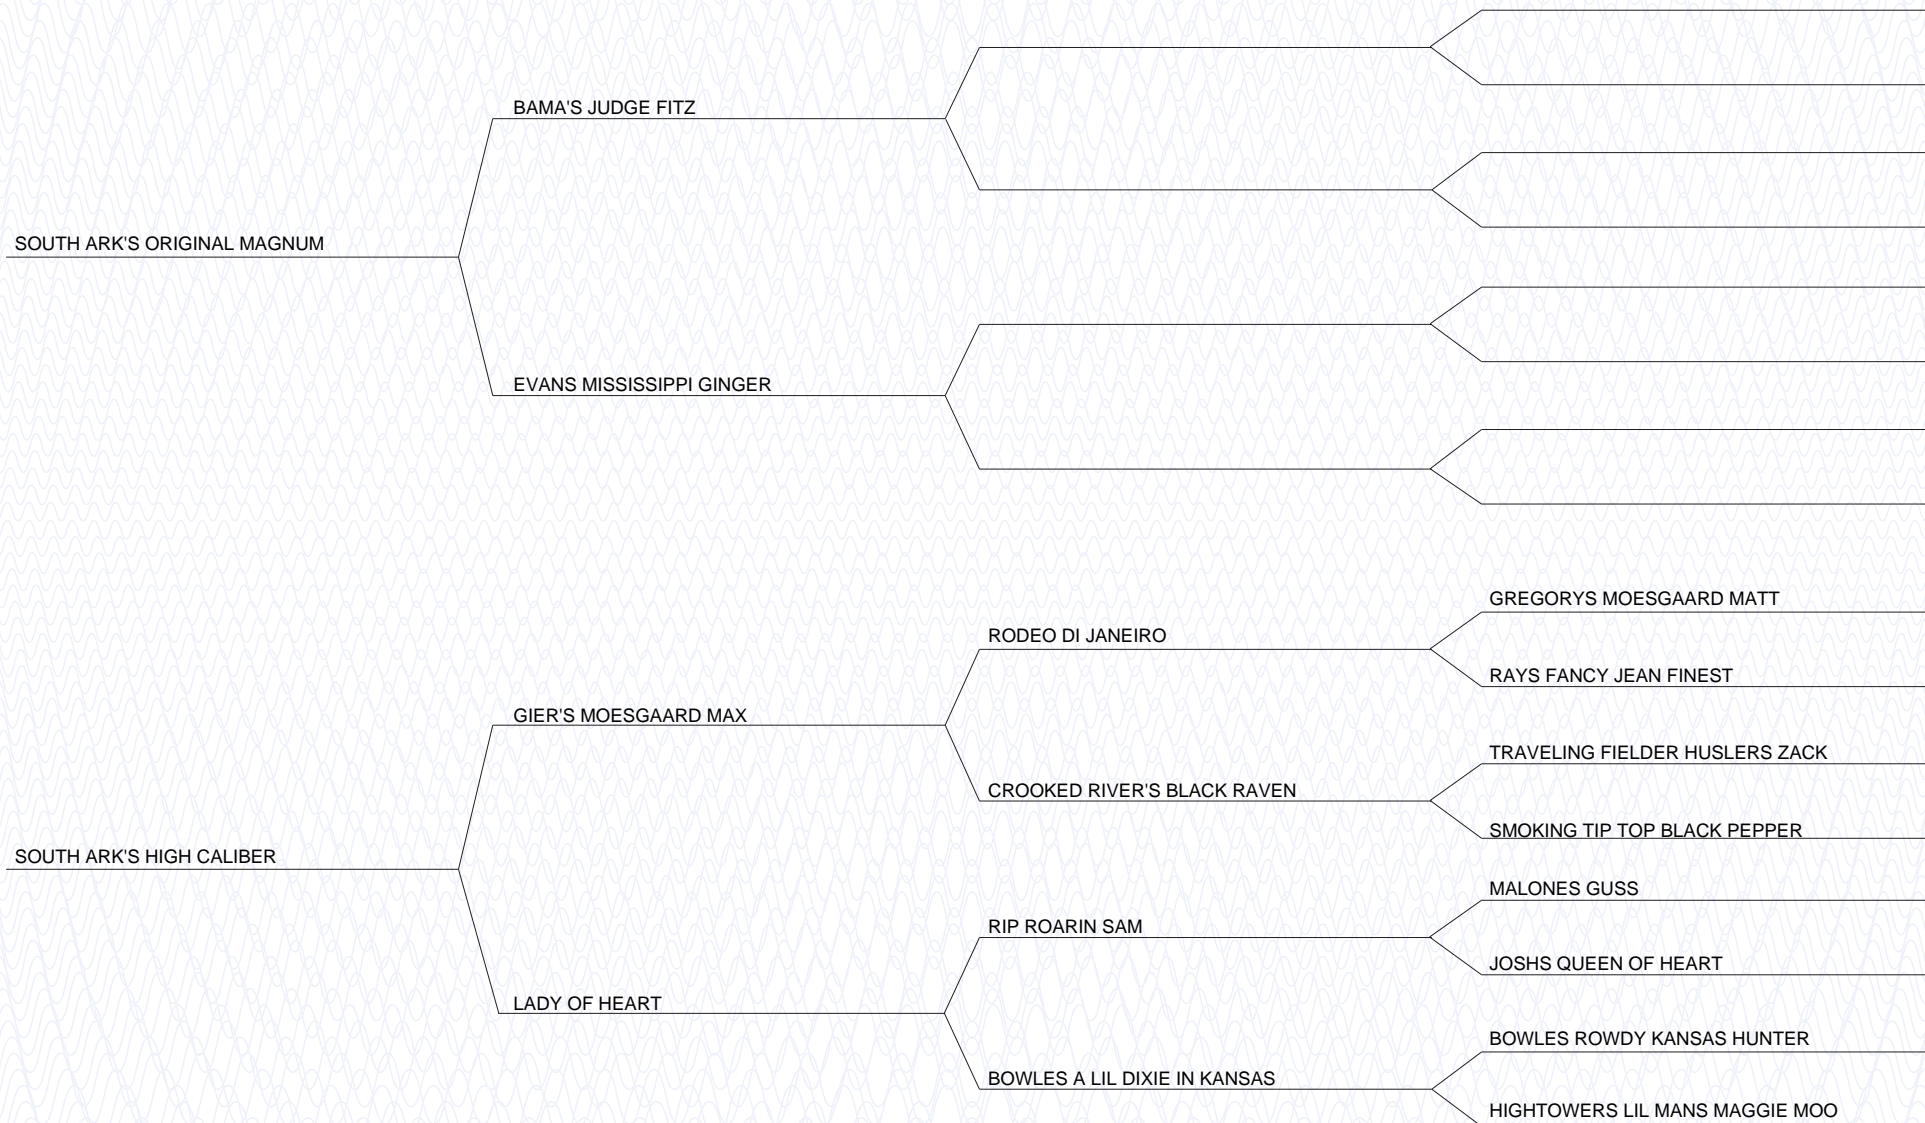 BAMA'S JUDGE FITZ
SOUTH ARK'S ORIGINAL MAGNUM
EVANS MISSISSIPPI GINGER
GREGORYS MOESGAARD MATT
RODEO DI JANEIRO
RAYS FANCY JEAN FINEST
GIER'S MOESGAARD MAX
TRAVELING FIELDER HUSLERS ZACK
CROOKED RIVER'S BLACK RAVEN
SMOKING TIP TOP BLACK PEPPER
SOUTH ARK'S HIGH CALIBER
MALONES GUSS
RIP ROARIN SAM
JOSHS QUEEN OF HEART
LADY OF HEART
BOWLES ROWDY KANSAS HUNTER
BOWLES A LIL DIXIE IN KANSAS
HIGHTOWERS LIL MANS MAGGIE MOO